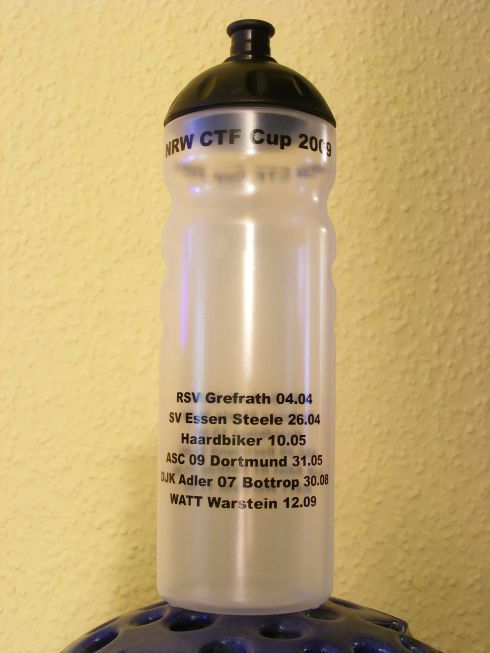 NRW CTF Cup 2009
RSV Grefrath 04.04
SV Essen Steele 26.04
Haardbiker 10.05
ASC 09 Dortmund 31.05
DJK Adler 07 Bottrop 30.08
WATT Warstein 12.09